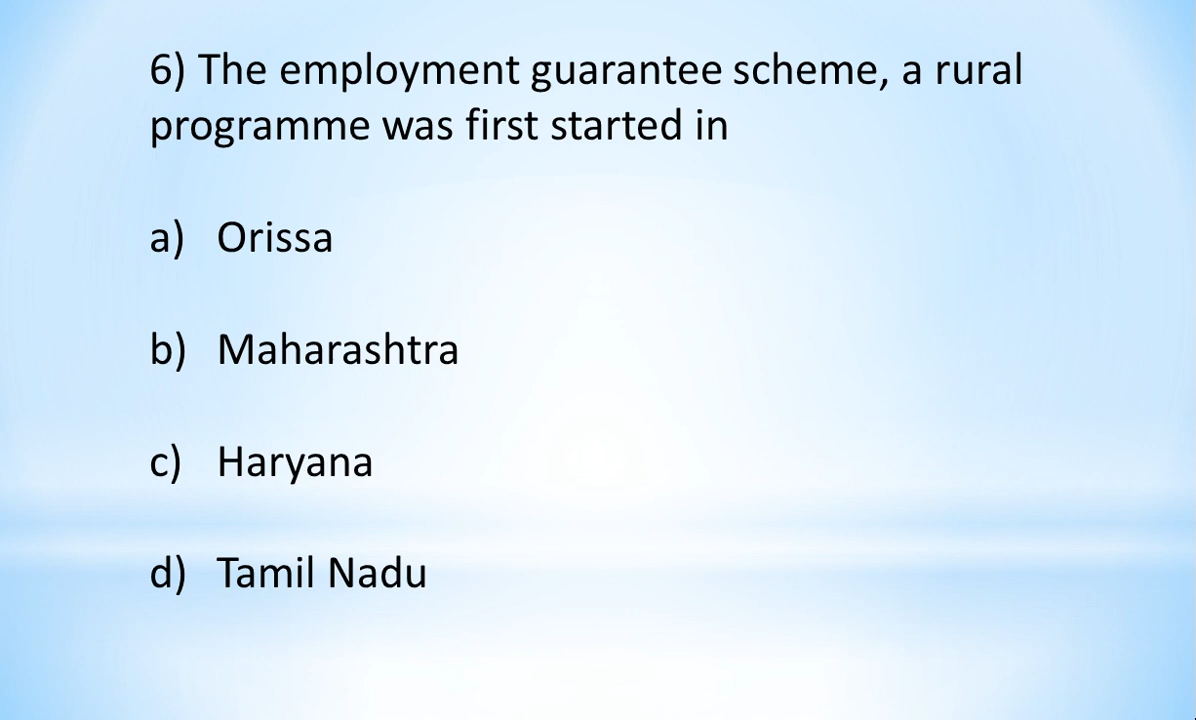 6) The employment guarantee scheme, a rural
programme was first started in
a) Orissa
b) Maharashtra
c) Haryana
d) Tamil Nadu